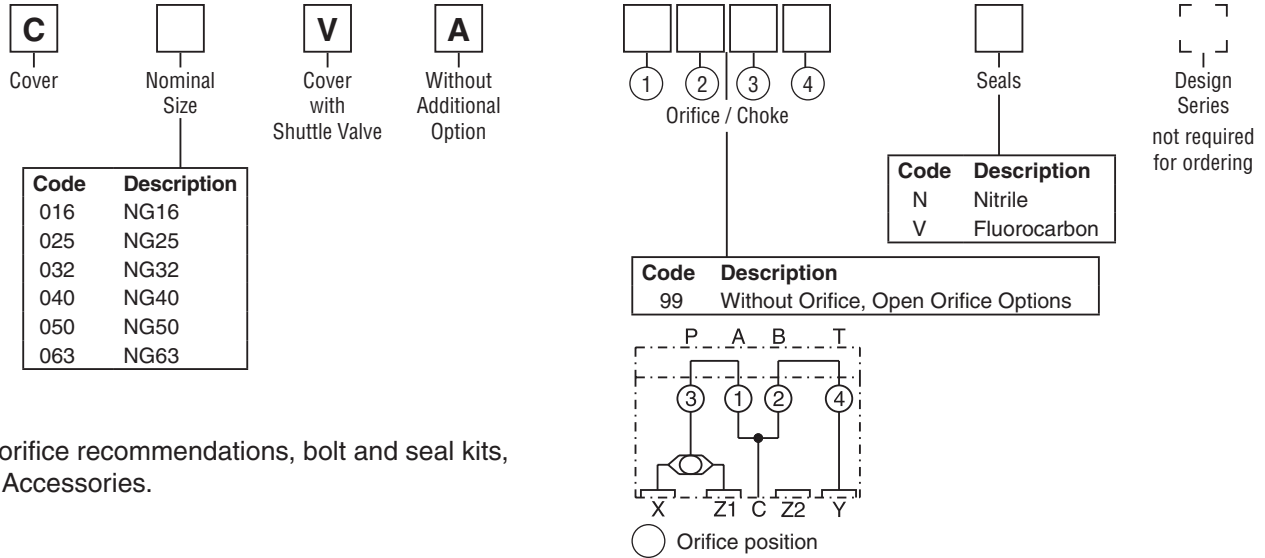 C V A
Cover
Nominal
Size
Cover
with
Shuttle Valve
Without
Additional
Option
1 2 3 4
Orifice / Choke
Seals
Design
Series
not required
for ordering
Code Description
016 NG16
025 NG25
032 NG32
040 NG40
050 NG50
063 NG63
Code Description
N Nitrile
V Fluorocarbon
Code Description
99 Without Orifice, Open Orifice Options
P A B T
3 1 2 4
X Z1 C Z2 Y
Orifice position
orifice recommendations, bolt and seal kits,
Accessories.